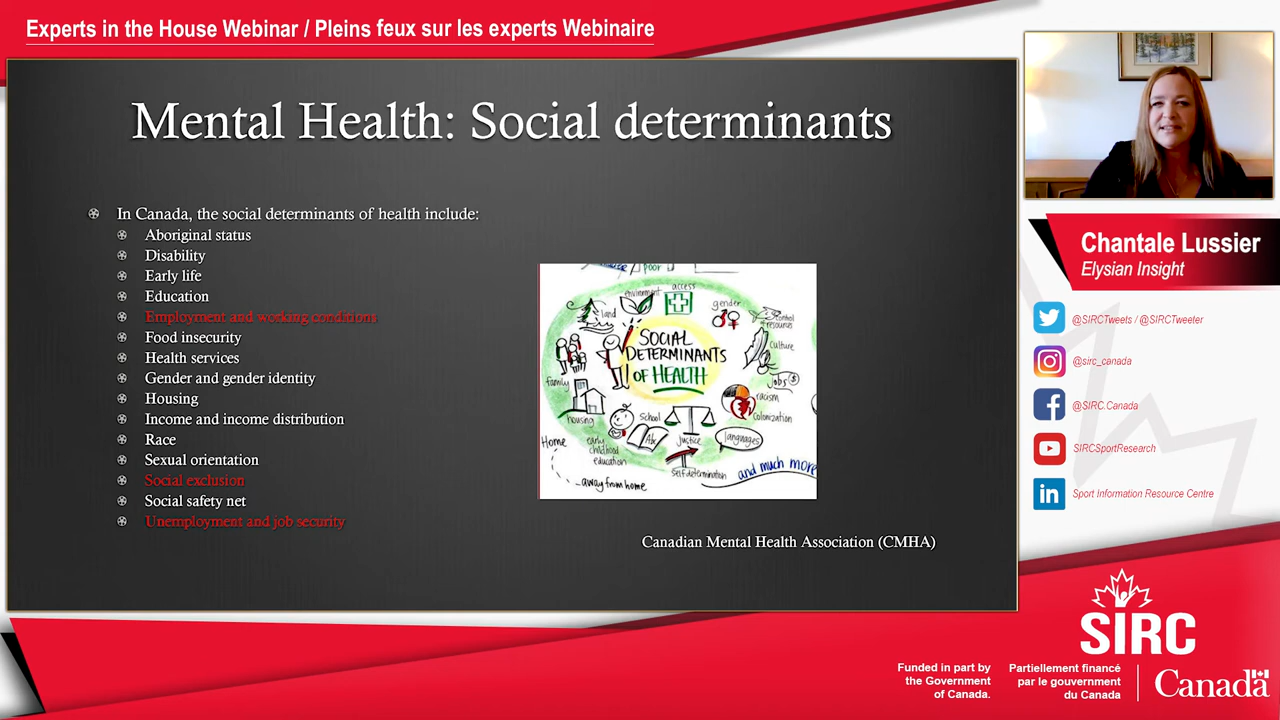 Experts in the House Webinar / Pleins feux sur les experts Webinaire
Mental Health: Social determinants
In Canada, the social determinants of health include:
Aboriginal status
Disability
Early life
Education
Employment and working conditions
Food insecurity
Health services
Gender and gender identity
Housing
Income and income distribution
Race
Sexual orientation
Social exclusion
Social safety net
Unemployment and job security
poor
environment
access
land
gender
control
resources
SOCIAL
DETERMINANTS
OF HEALTH
culture
family
jobs $
racism
colonization
housing
school
Abc
justice
languages
Home
early
childhood
education
self determination
and much more
away from home
Canadian Mental Health Association (CMHA)
Chantale Lussier
Elysian Insight
@SIRCTweets / @SIRCTweeter
@sirc_canada
@SIRC.Canada
SIRCSportResearch
in
Sport Information Resource Centre
SIRC
Funded in part by
the Government
of Canada.
Partiellement financé
par le gouvernment
du Canada
Canada